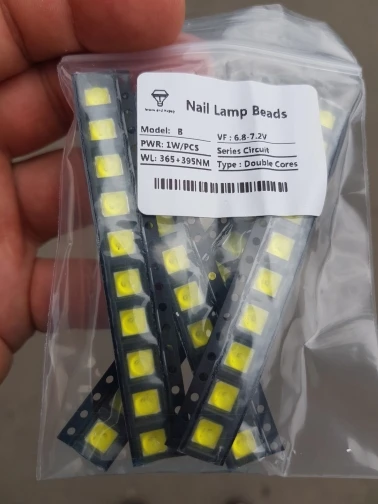 Nail Lamp Beads
Model: B
VF : 6.8-7.2V
PWR: 1W/PCS
Series Circuit
WL: 365+395NM
Type : Double Cores